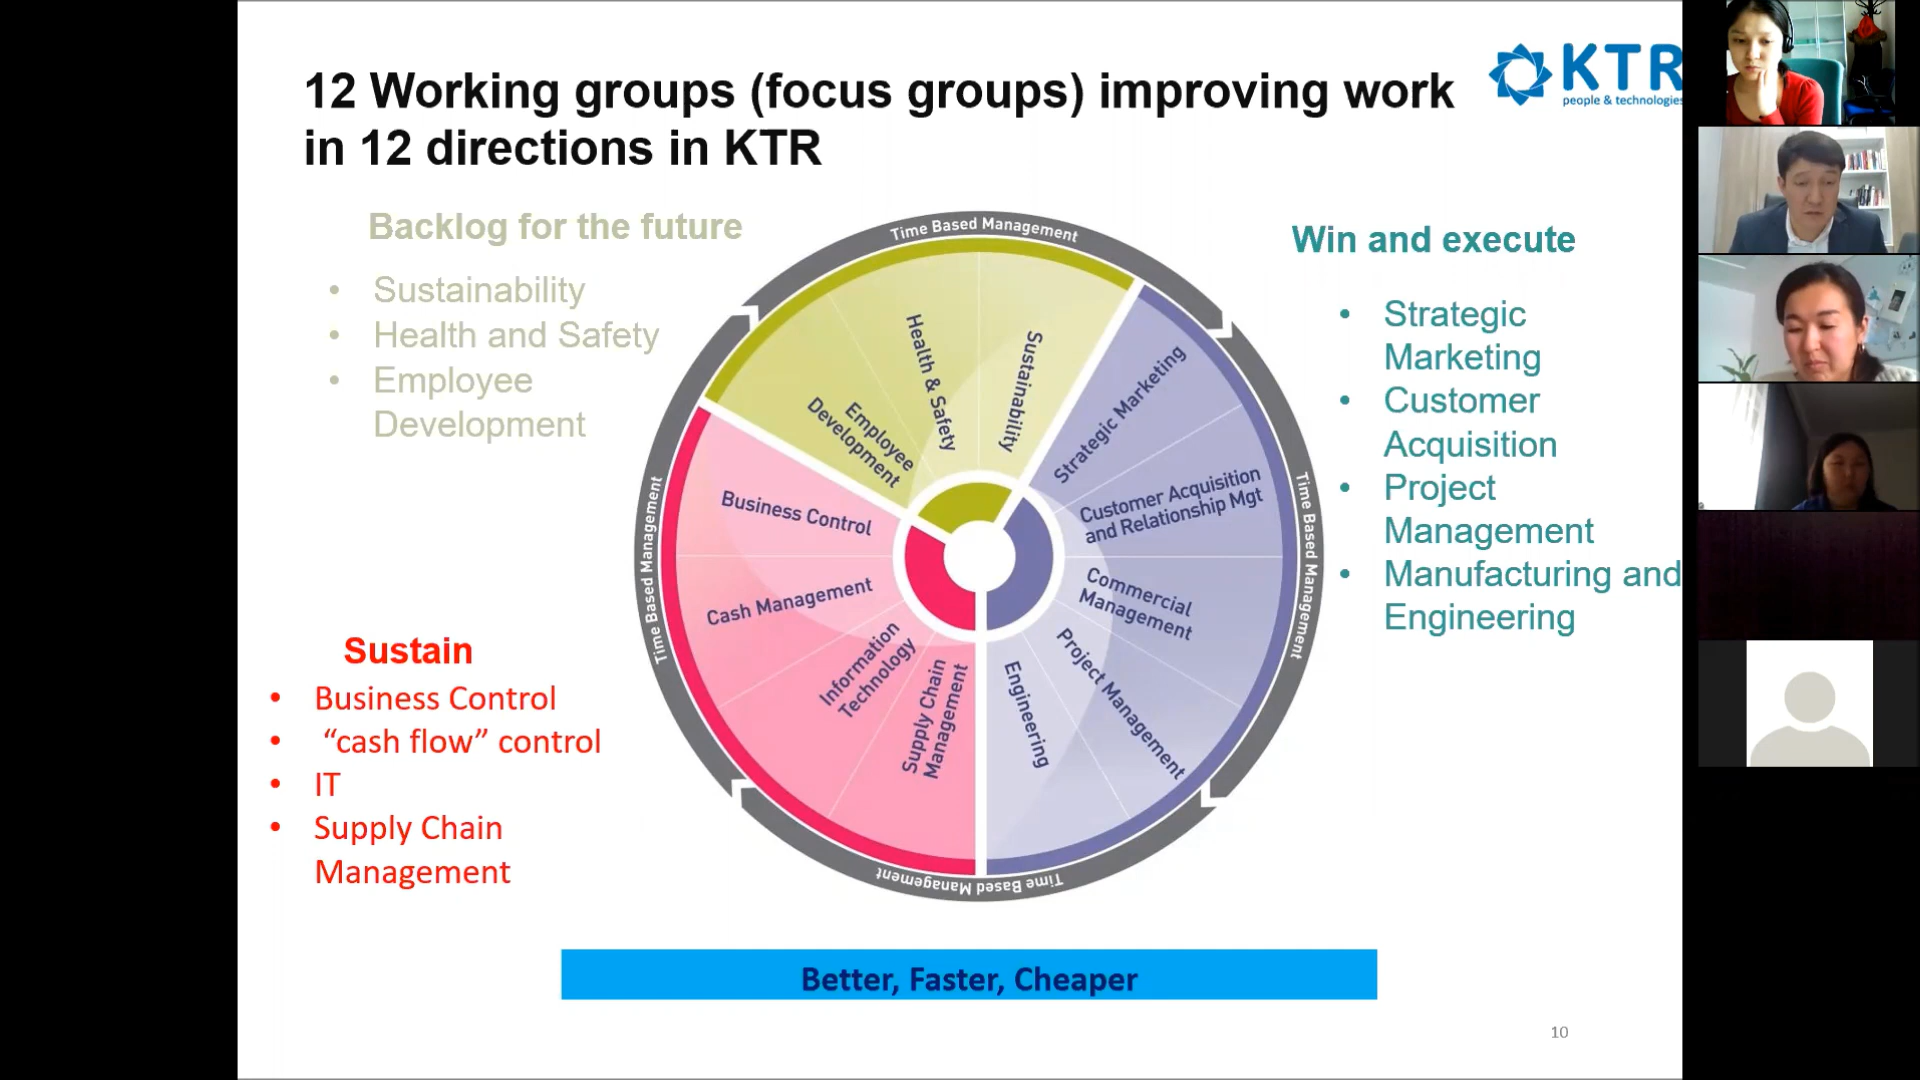 12 Working groups (focus groups) improving work
in 12 directions in KTR
KTR
people & technologies
Backlog for the future
• Sustainability
• Health and Safety
• Employee
Development
Sustain
• Business Control
• “cash flow” control
• IT
• Supply Chain
Management
Time Based Management
Time Based Management
Time Based Management
Time Based Management
Employee
Development
Health & Safety
Sustainability
Strategic Marketing
Customer Acquisition
and Relationship Mgt
Commercial
Management
Project Management
Engineering
Supply Chain
Management
Information
Technology
Cash Management
Business Control
Win and execute
• Strategic
Marketing
• Customer
Acquisition
• Project
Management
• Manufacturing and
Engineering
Better, Faster, Cheaper
10